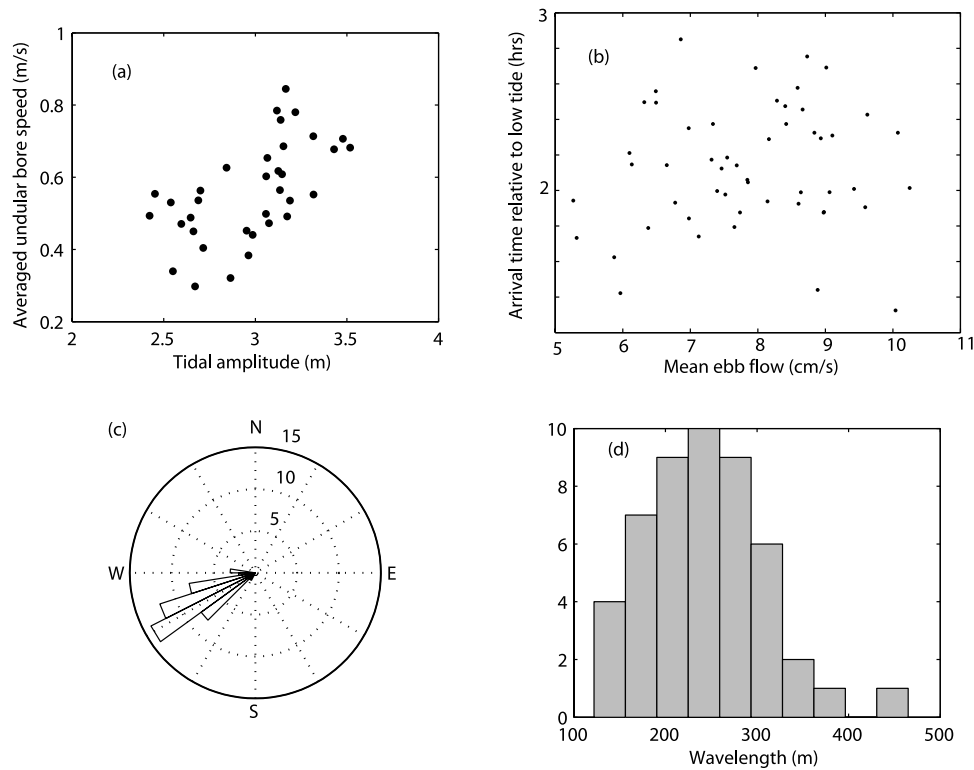 (a)
Averaged undular bore speed (m/s)
1
0.8
0.6
0.4
0.2
2
2.5
3
3.5
4
Tidal amplitude (m)
(b)
Arrival time relative to low tide (hrs)
3
2
5
6
7
8
9
10
11
Mean ebb flow (cm/s)
(c)
N
15
10
5
W
E
S
(d)
10
8
6
4
2
0
100
200
300
400
500
Wavelength (m)